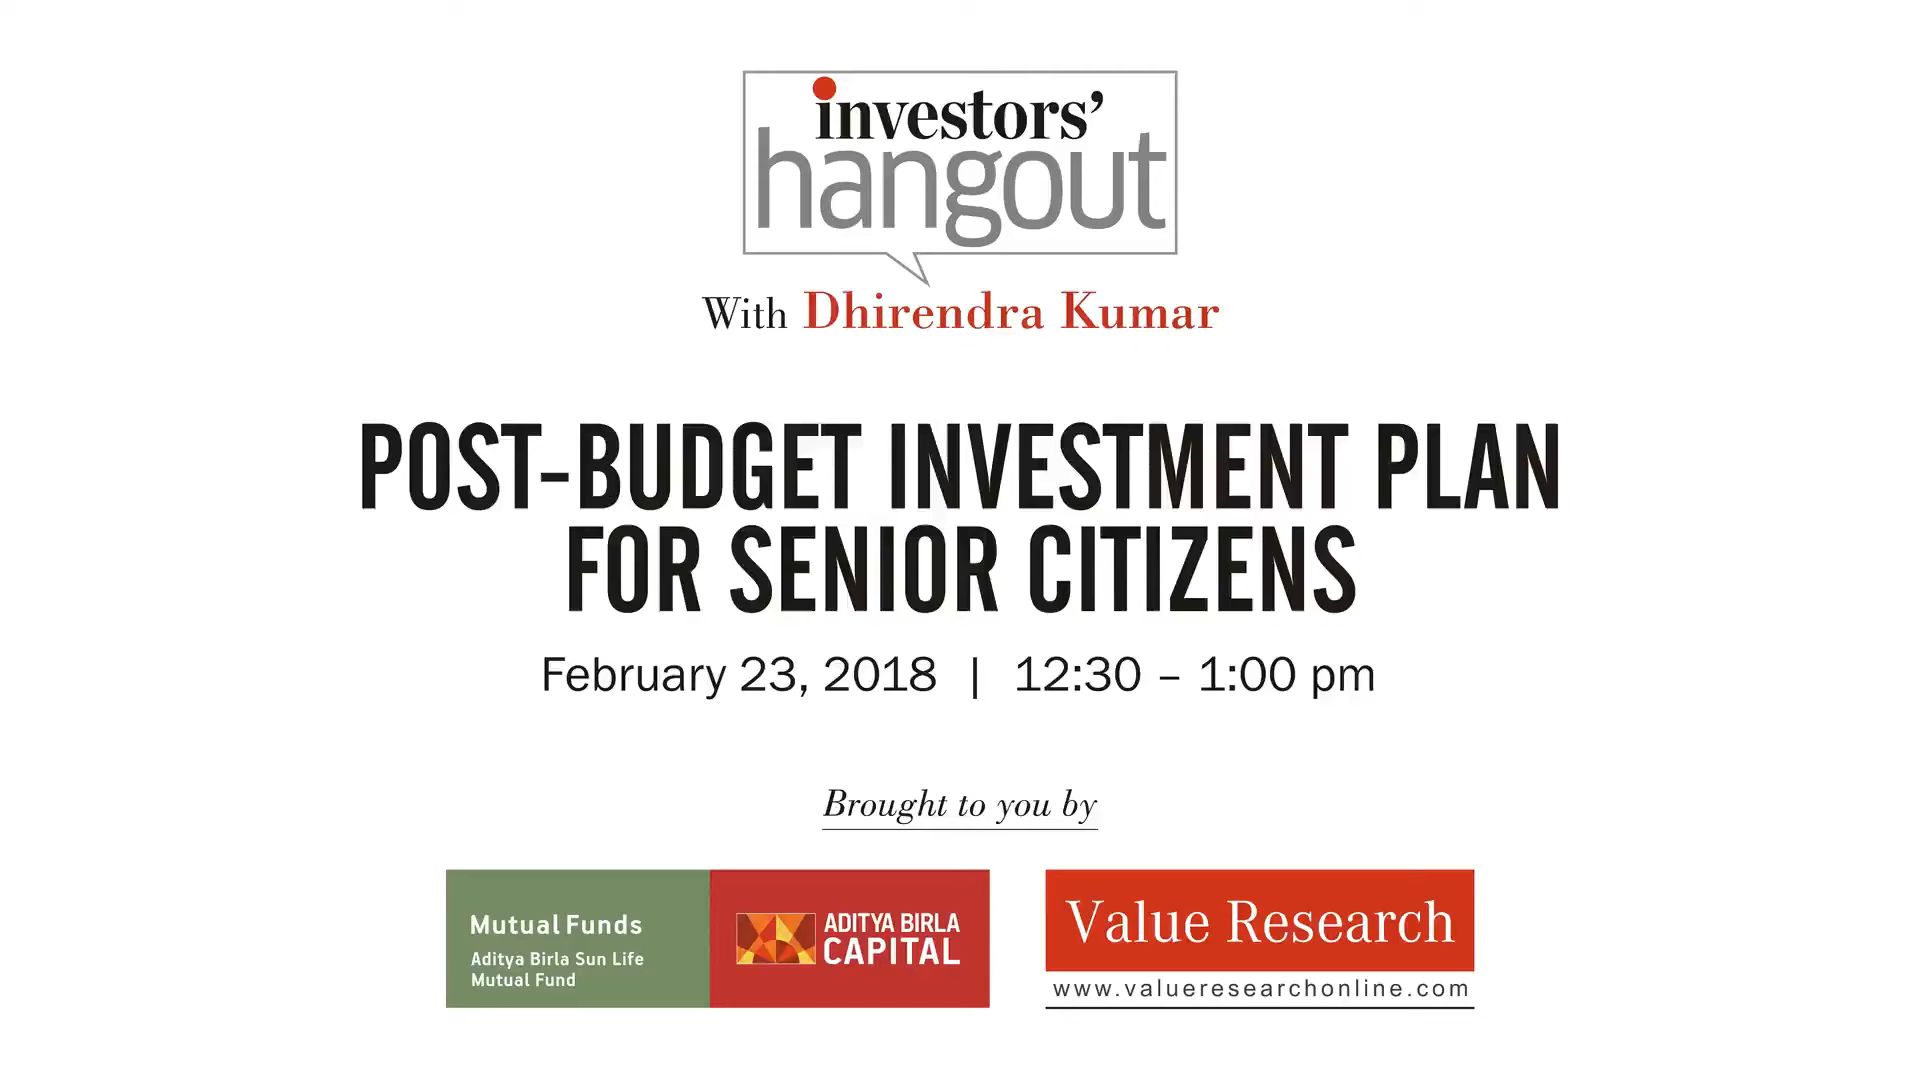 investors’
hangout
With Dhirendra Kumar
POST-BUDGET INVESTMENT PLAN
FOR SENIOR CITIZENS
February 23, 2018 | 12:30 – 1:00 pm
Brought to you by
Mutual Funds
Aditya Birla Sun Life
Mutual Fund
ADITYA BIRLA
CAPITAL
Value Research
www.valueresearchonline.com